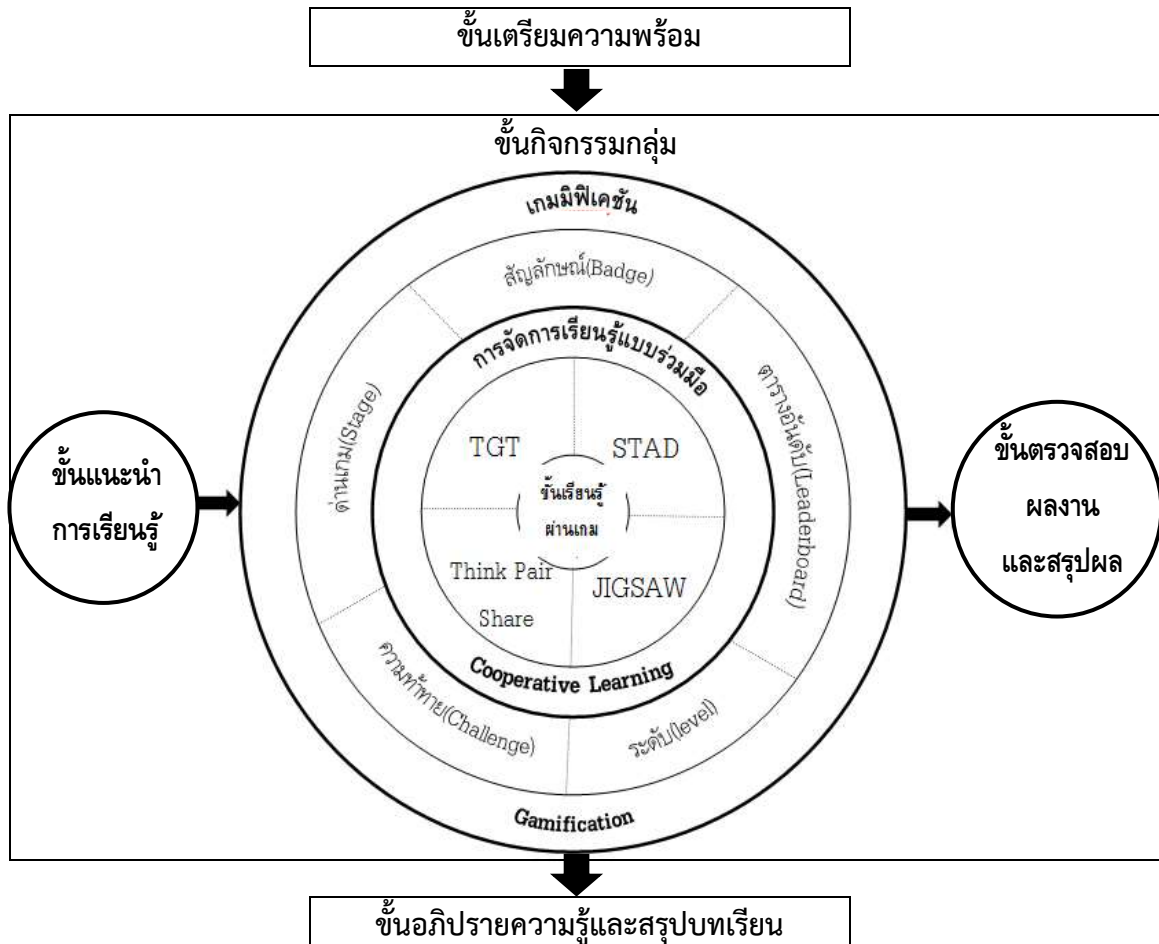 ขั้นเตรียมความพร้อม
ขั้นกิจกรรมกลุ่ม
เกมมิฟิเคชัน
สัญลักษณ์(Badge)
การจัดการเรียนรู้แบบร่วมมือ
ด่านเกม(Stage)
ตารางอันดับ(Leaderboard)
TGT
STAD
ขั้นแนะนำ
การเรียนรู้
ขั้นเรียนรู้
ผ่านเกม
ขั้นตรวจสอบ
ผลงาน
และสรุปผล
Think Pair
Share
JIGSAW
Cooperative Learning
ความท้าทาย(Challenge)
ระดับ(level)
Gamification
ขั้นอภิปรายความรู้และสรุปบทเรียน